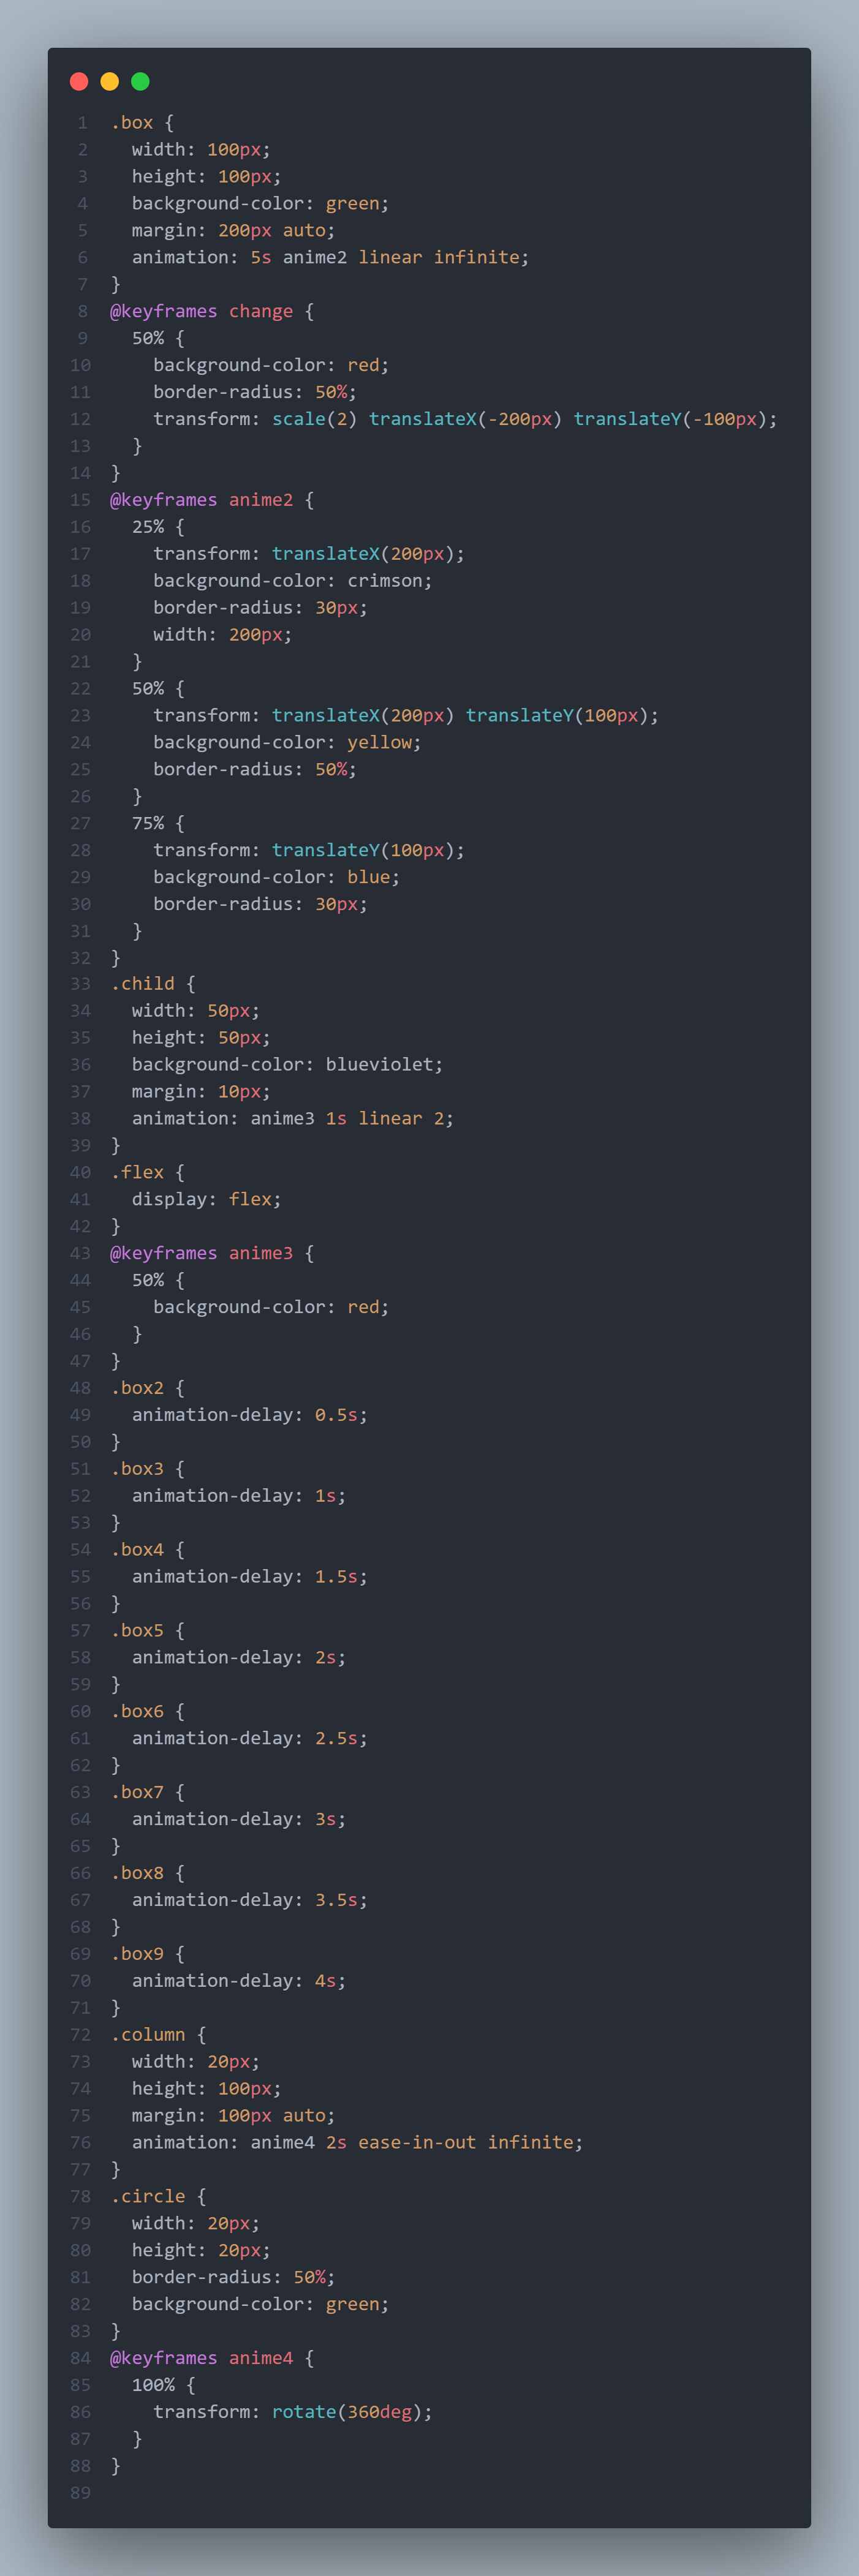 1 .box {
2   width: 100px;
3   height: 100px;
4   background-color: green;
5   margin: 200px auto;
6   animation: 5s anime2 linear infinite;
7 }
8 @keyframes change {
9   50% {
10     background-color: red;
11     border-radius: 50%;
12     transform: scale(2) translateX(-200px) translateY(-100px);
13   }
14 }
15 @keyframes anime2 {
16   25% {
17     transform: translateX(200px);
18     background-color: crimson;
19     border-radius: 30px;
20     width: 200px;
21   }
22   50% {
23     transform: translateX(200px) translateY(100px);
24     background-color: yellow;
25     border-radius: 50%;
26   }
27   75% {
28     transform: translateY(100px);
29     background-color: blue;
30     border-radius: 30px;
31   }
32 }
33 .child {
34   width: 50px;
35   height: 50px;
36   background-color: blueviolet;
37   margin: 10px;
38   animation: anime3 1s linear 2;
39 }
40 .flex {
41   display: flex;
42 }
43 @keyframes anime3 {
44   50% {
45     background-color: red;
46   }
47 }
48 .box2 {
49   animation-delay: 0.5s;
50 }
51 .box3 {
52   animation-delay: 1s;
53 }
54 .box4 {
55   animation-delay: 1.5s;
56 }
57 .box5 {
58   animation-delay: 2s;
59 }
60 .box6 {
61   animation-delay: 2.5s;
62 }
63 .box7 {
64   animation-delay: 3s;
65 }
66 .box8 {
67   animation-delay: 3.5s;
68 }
69 .box9 {
70   animation-delay: 4s;
71 }
72 .column {
73   width: 20px;
74   height: 100px;
75   margin: 100px auto;
76   animation: anime4 2s ease-in-out infinite;
77 }
78 .circle {
79   width: 20px;
80   height: 20px;
81   border-radius: 50%;
82   background-color: green;
83 }
84 @keyframes anime4 {
85   100% {
86     transform: rotate(360deg);
87   }
88 }
89